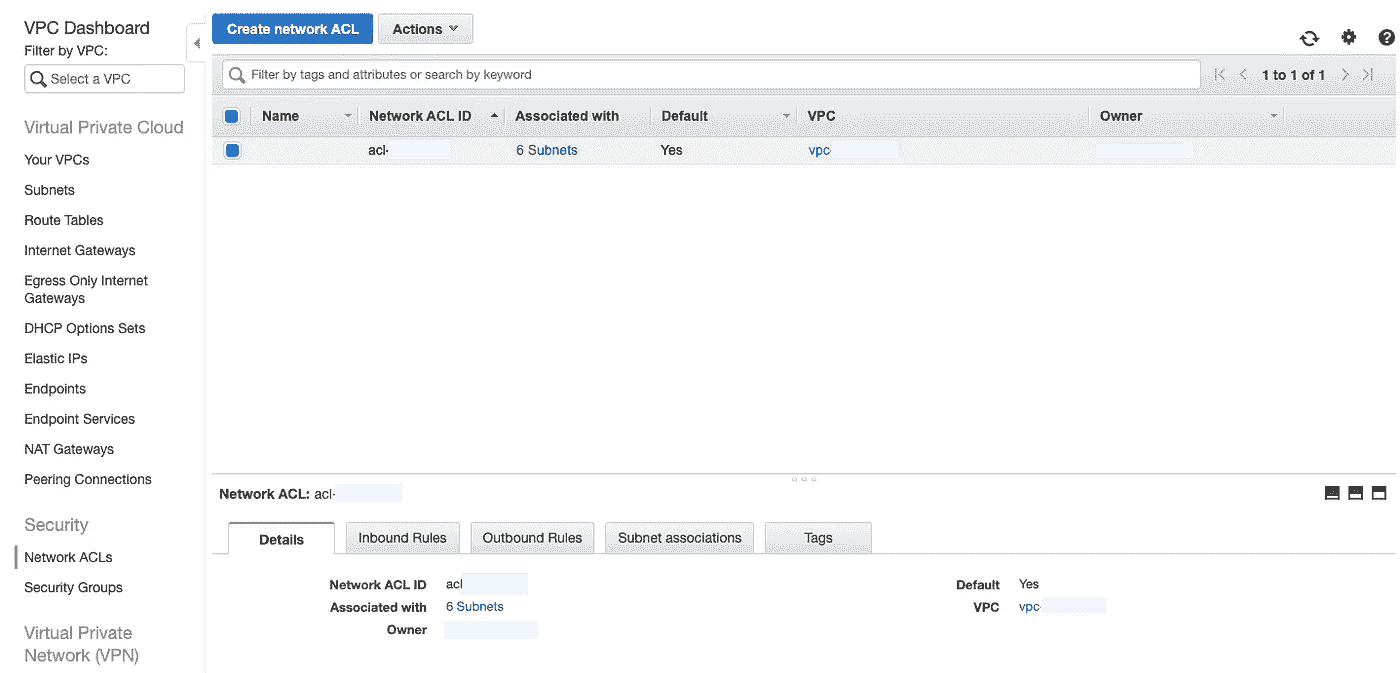 VPC Dashboard
Filter by VPC:
Select a VPC
Virtual Private Cloud
Your VPCs
Subnets
Route Tables
Internet Gateways
Egress Only Internet
Gateways
DHCP Options Sets
Elastic IPs
Endpoints
Endpoint Services
NAT Gateways
Peering Connections
Security
Network ACLs
Security Groups
Virtual Private
Network (VPN)
Create network ACL Actions
Filter by tags and attributes or search by keyword
1 to 1 of 1
Name Network ACL ID Associated with Default VPC Owner
acl- 6 Subnets Yes vpc
Network ACL: acl-
Details Inbound Rules Outbound Rules Subnet associations Tags
Network ACL ID acl Default Yes
Associated with 6 Subnets VPC vpc-
Owner